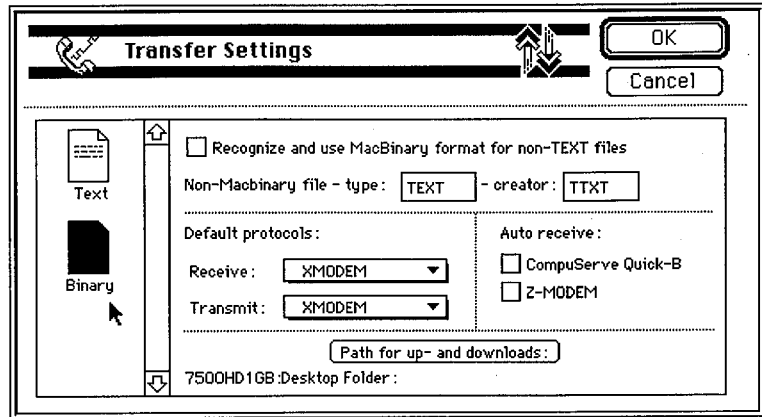 Transfer Settings
OK
Cancel
Text
Binary
Recognize and use MacBinary format for non-TEXT files
Non-Macbinary file - type: TEXT - creator: TTXT
Default protocols:
Receive: XMODEM
Transmit: XMODEM
Auto receive:
CompuServe Quick-B
Z-MODEM
Path for up- and downloads:
7500HD1GB:Desktop Folder: